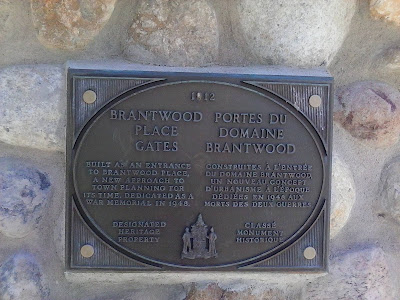 1912
BRANTWOOD
PLACE
GATES
BUILT AS AN ENTRANCE
TO BRANTWOOD PLACE,
A NEW APPROACH TO
TOWN PLANNING FOR
ITS TIME. DEDICATED AS A
WAR MEMORIAL IN 1948.
DESIGNATED
HERITAGE
PROPERTY
PORTES DU
DOMAINE
BRANTWOOD
CONSTRUITES À L'ENTRÉE
DU DOMAINE BRANTWOOD,
UN NOUVEAU CONCEPT
D'URBANISME À L'ÉPOQUE
DÉDIÉES EN 1948 AUX
MORTS DES DEUX GUERRES
CLASSÉ
MONUMENT
HISTORIQUE